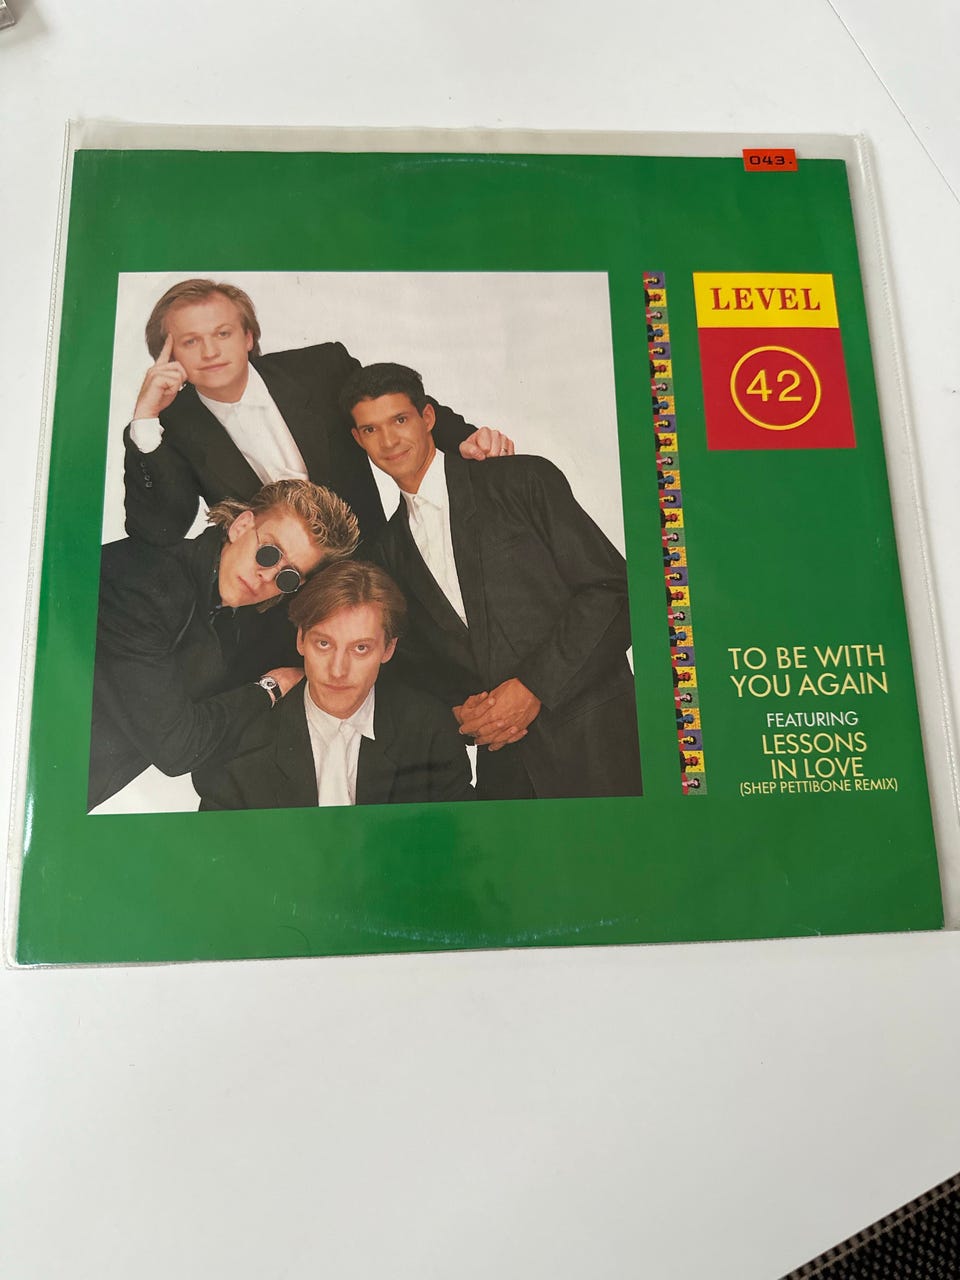 043.
LEVEL
42
TO BE WITH
YOU AGAIN
FEATURING
LESSONS
IN LOVE
(SHEP PETTIBONE REMIX)